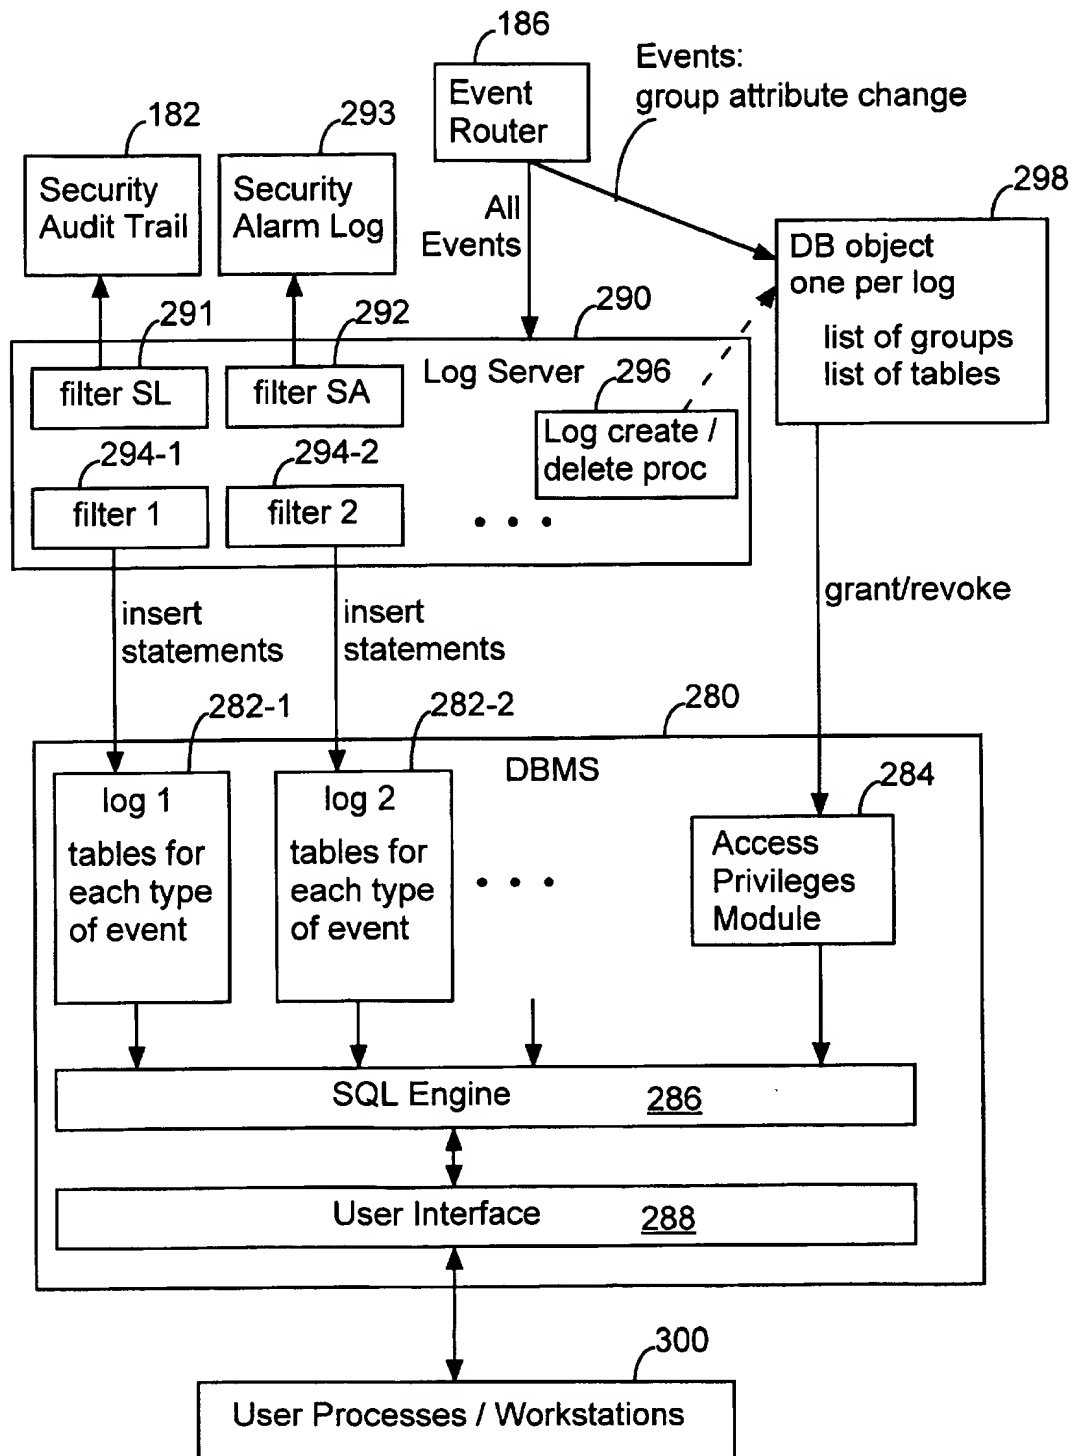 186
Event
Router
Events:
group attribute change
182
293
298
Security
Audit Trail
Security
Alarm Log
All
Events
DB object
one per log
list of groups
list of tables
291
292
290
filter SL
filter SA
Log Server
296
Log create /
delete proc
294-1
294-2
filter 1
filter 2
• • •
insert
statements
insert
statements
grant/revoke
282-1
282-2
280
DBMS
284
log 1
tables for
each type
of event
log 2
tables for
each type
of event
• • •
Access
Privileges
Module
SQL Engine 286
User Interface 288
300
User Processes / Workstations